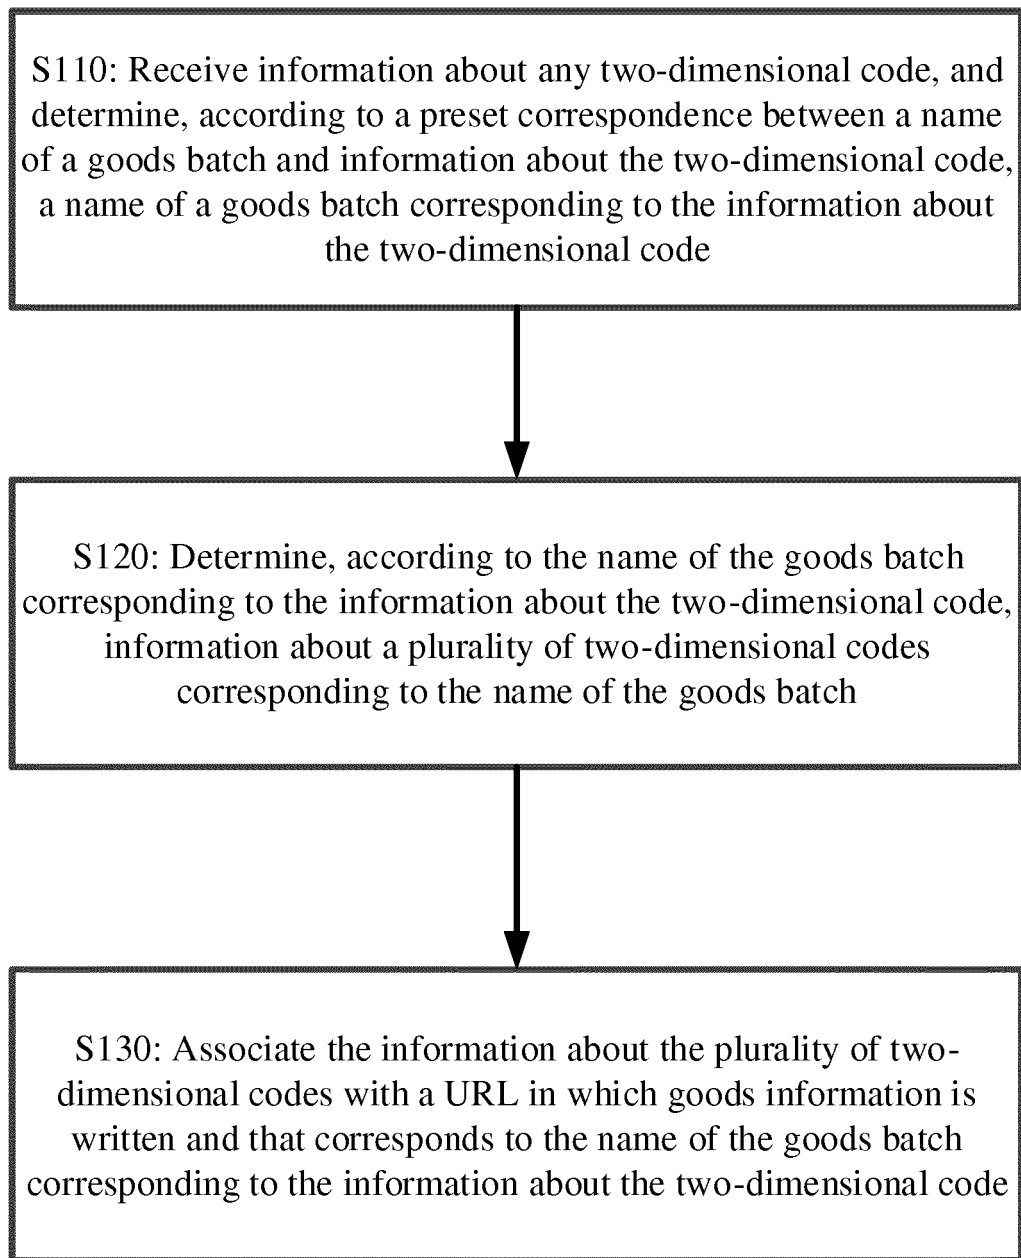 S110: Receive information about any two-dimensional code, and
determine, according to a preset correspondence between a name
of a goods batch and information about the two-dimensional code,
a name of a goods batch corresponding to the information about
the two-dimensional code
S120: Determine, according to the name of the goods batch
corresponding to the information about the two-dimensional code,
information about a plurality of two-dimensional codes
corresponding to the name of the goods batch
S130: Associate the information about the plurality of two-
dimensional codes with a URL in which goods information is
written and that corresponds to the name of the goods batch
corresponding to the information about the two-dimensional code